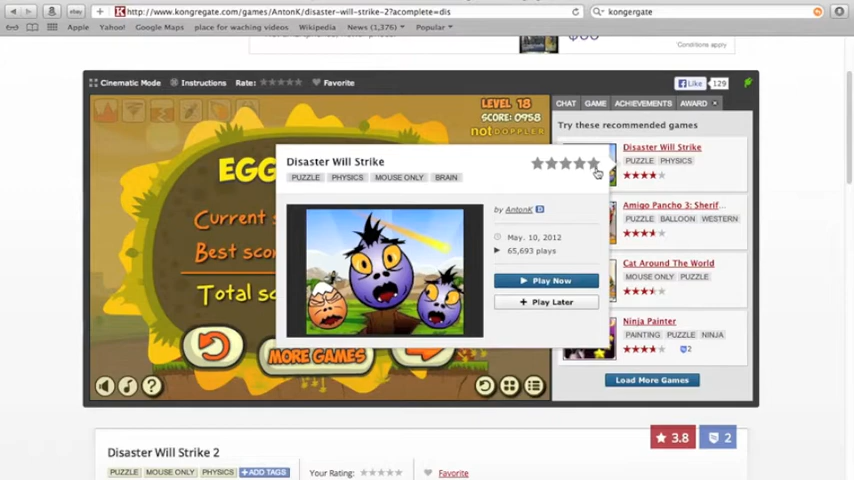 http://www.kongregate.com/games/AntonK/disaster-will-strike-2?acomplete=dis
kongergate
ebay
Apple Yahoo! Google Maps place for waching videos Wikipedia News (1,376) Popular
*Conditions apply
Cinematic Mode Instructions Rate: Favorite
Like 129
LEVEL 18
SCORE: 0958
notDOPPLER
EGG
Current s
Best sco
Total sc
MORE GAMES
?
Disaster Will Strike
PUZZLE PHYSICS MOUSE ONLY BRAIN
by AntonK D
May. 10, 2012
65,693 plays
Play Now
+ Play Later
CHAT GAME ACHIEVEMENTS AWARD ×
Try these recommended games
Disaster Will Strike
PUZZLE PHYSICS
Amigo Pancho 3: Sherif...
PUZZLE BALLOON WESTERN
Cat Around The World
MOUSE ONLY PUZZLE
Ninja Painter
PAINTING PUZZLE NINJA
2
Load More Games
3.8 2
Disaster Will Strike 2
PUZZLE MOUSE ONLY PHYSICS +ADD TAGS Your Rating: Favorite